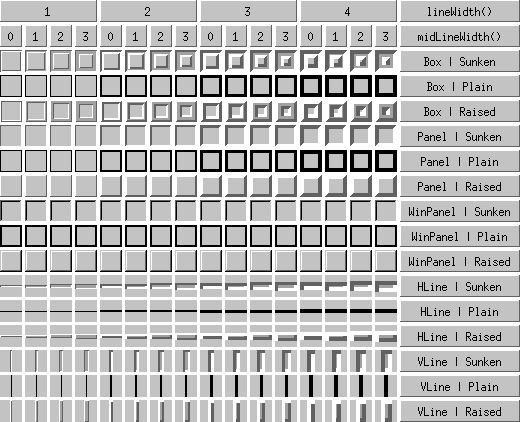 1 2 3 4 lineWidth()
0 1 2 3 0 1 2 3 0 1 2 3 0 1 2 3 midLineWidth()
Box | Sunken
Box | Plain
Box | Raised
Panel | Sunken
Panel | Plain
Panel | Raised
WinPanel | Sunken
WinPanel | Plain
WinPanel | Raised
HLine | Sunken
HLine | Plain
HLine | Raised
VLine | Sunken
VLine | Plain
VLine | Raised